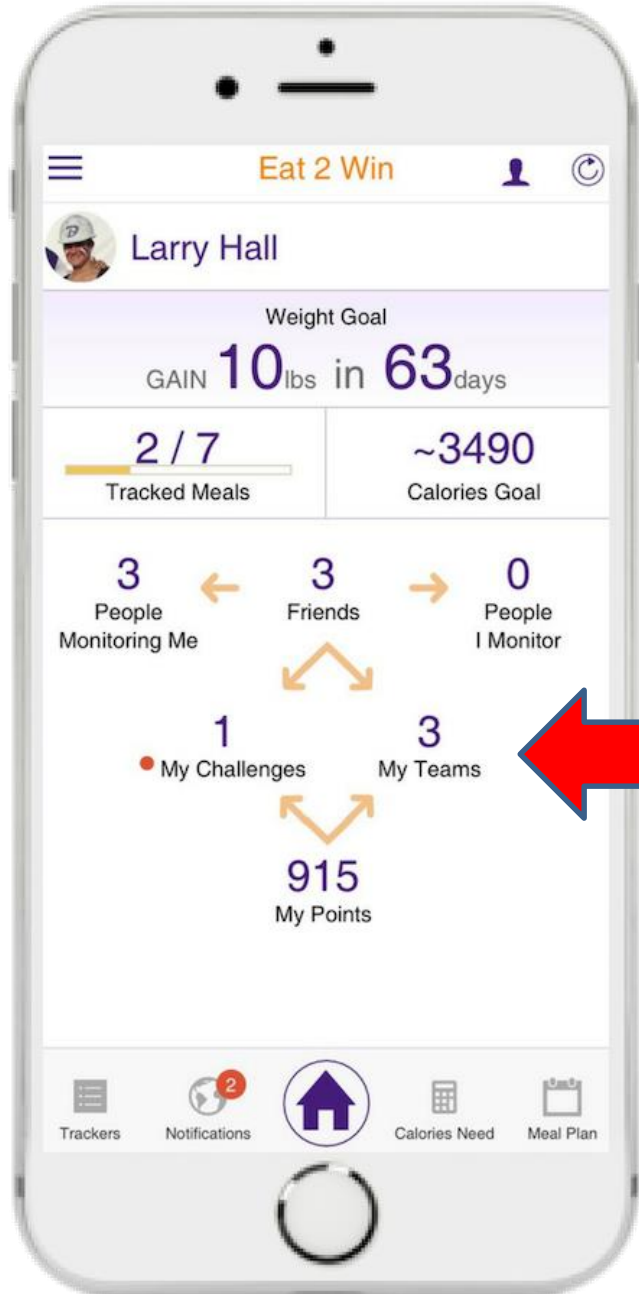 Eat 2 Win
Larry Hall
Weight Goal
GAIN 10lbs in 63days
2 / 7
Tracked Meals
~3490
Calories Goal
3
People
Monitoring Me
3
Friends
0
People
I Monitor
1
My Challenges
3
My Teams
915
My Points
Trackers
2
Notifications
Calories Need
Meal Plan